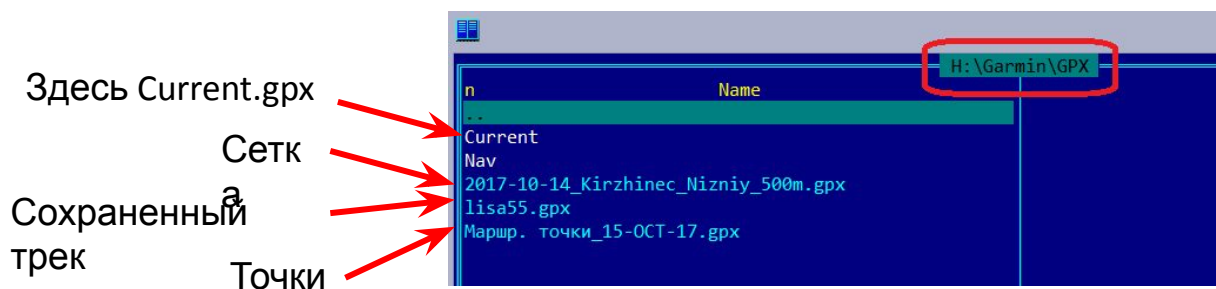 H:\Garmin\GPX
n Name
..
Здесь Current.gpx
Current
Nav
Сетк
а
2017-10-14_Kirzhinec_Nizniy_500m.gpx
Сохраненный
трек
lisa55.gpx
Точки
Маршр. точки_15-OCT-17.gpx